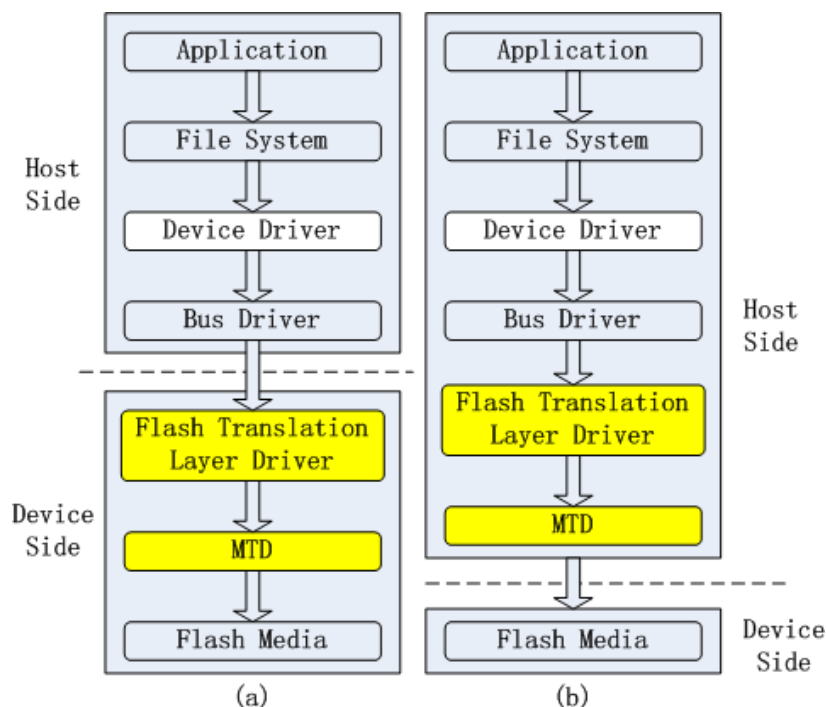 Application
File System
Device Driver
Bus Driver
Host
Side
Flash Translation
Layer Driver
MTD
Flash Media
Device
Side
(a)
Application
File System
Device Driver
Bus Driver
Flash Translation
Layer Driver
MTD
Host
Side
Flash Media
Device
Side
(b)